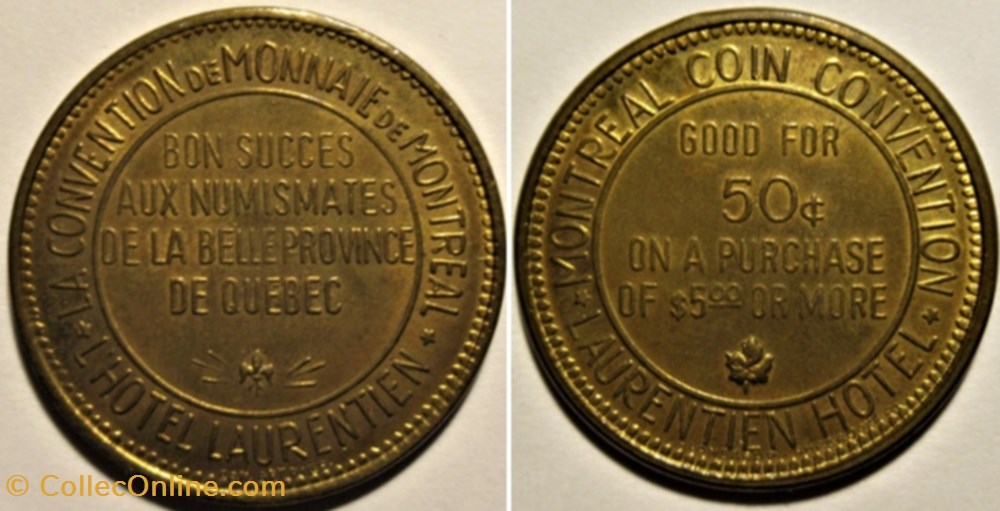 LA CONVENTION DE MONNAIE DE MONTREAL
BON SUCCES
AUX NUMISMATES
DE LA BELLE PROVINCE
DE QUEBEC
L'HOTEL LAURENTIEN
MONTREAL COIN CONVENTION
GOOD FOR
50¢
ON A PURCHASE
OF $5.00 OR MORE
LAURENTIEN HOTEL
© CollecOnline.com